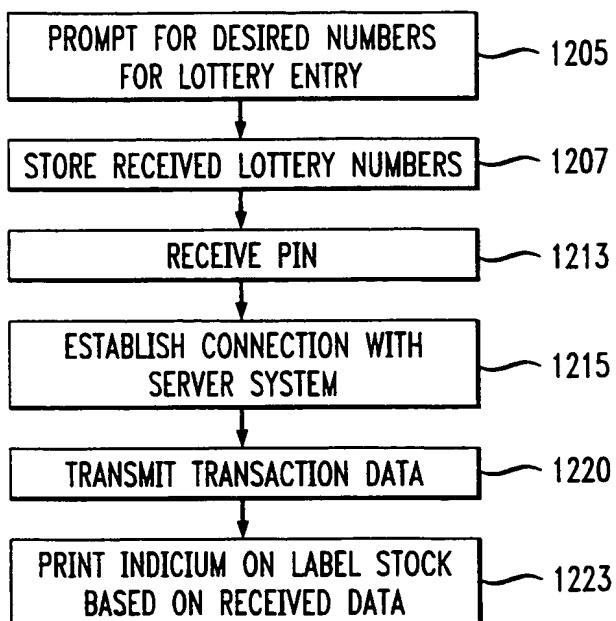 PROMPT FOR DESIRED NUMBERS
FOR LOTTERY ENTRY
1205
STORE RECEIVED LOTTERY NUMBERS
1207
RECEIVE PIN
1213
ESTABLISH CONNECTION WITH
SERVER SYSTEM
1215
TRANSMIT TRANSACTION DATA
1220
PRINT INDICIUM ON LABEL STOCK
BASED ON RECEIVED DATA
1223